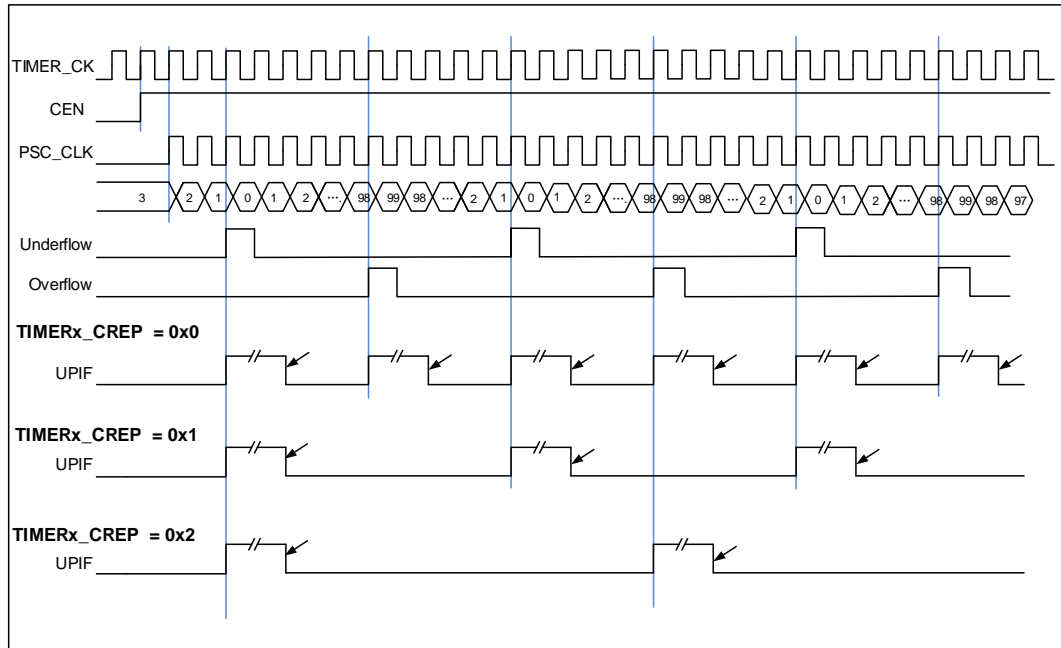 TIMER_CK
CEN
PSC_CLK
3 2 1 0 1 2 .... 98 99 98 ... 2 1 0 1 2 .... 98 99 98 ... 2 1 0 1 2 ... 98 99 98 97
Underflow
Overflow
TIMERx_CREP = 0x0
UPIF
TIMERx_CREP = 0x1
UPIF
TIMERx_CREP = 0x2
UPIF